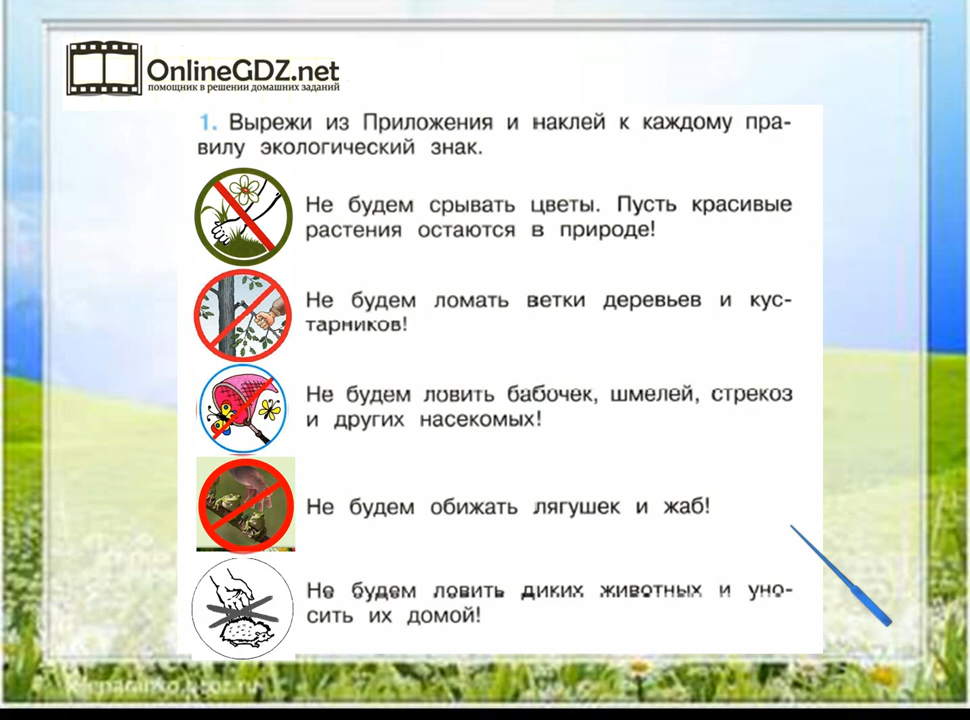 OnlineGDZ.net
помощник в решении домашних заданий
1. Вырежи из Приложения и наклей к каждому пра-
вилу экологический знак.
Не будем срывать цветы. Пусть красивые
растения остаются в природе!
Не будем ломать ветки деревьев и кус-
тарников!
Не будем ловить бабочек, шмелей, стрекоз
и других насекомых!
Не будем обижать лягушек и жаб!
Не будем ловить диких животных и уно-
сить их домой!